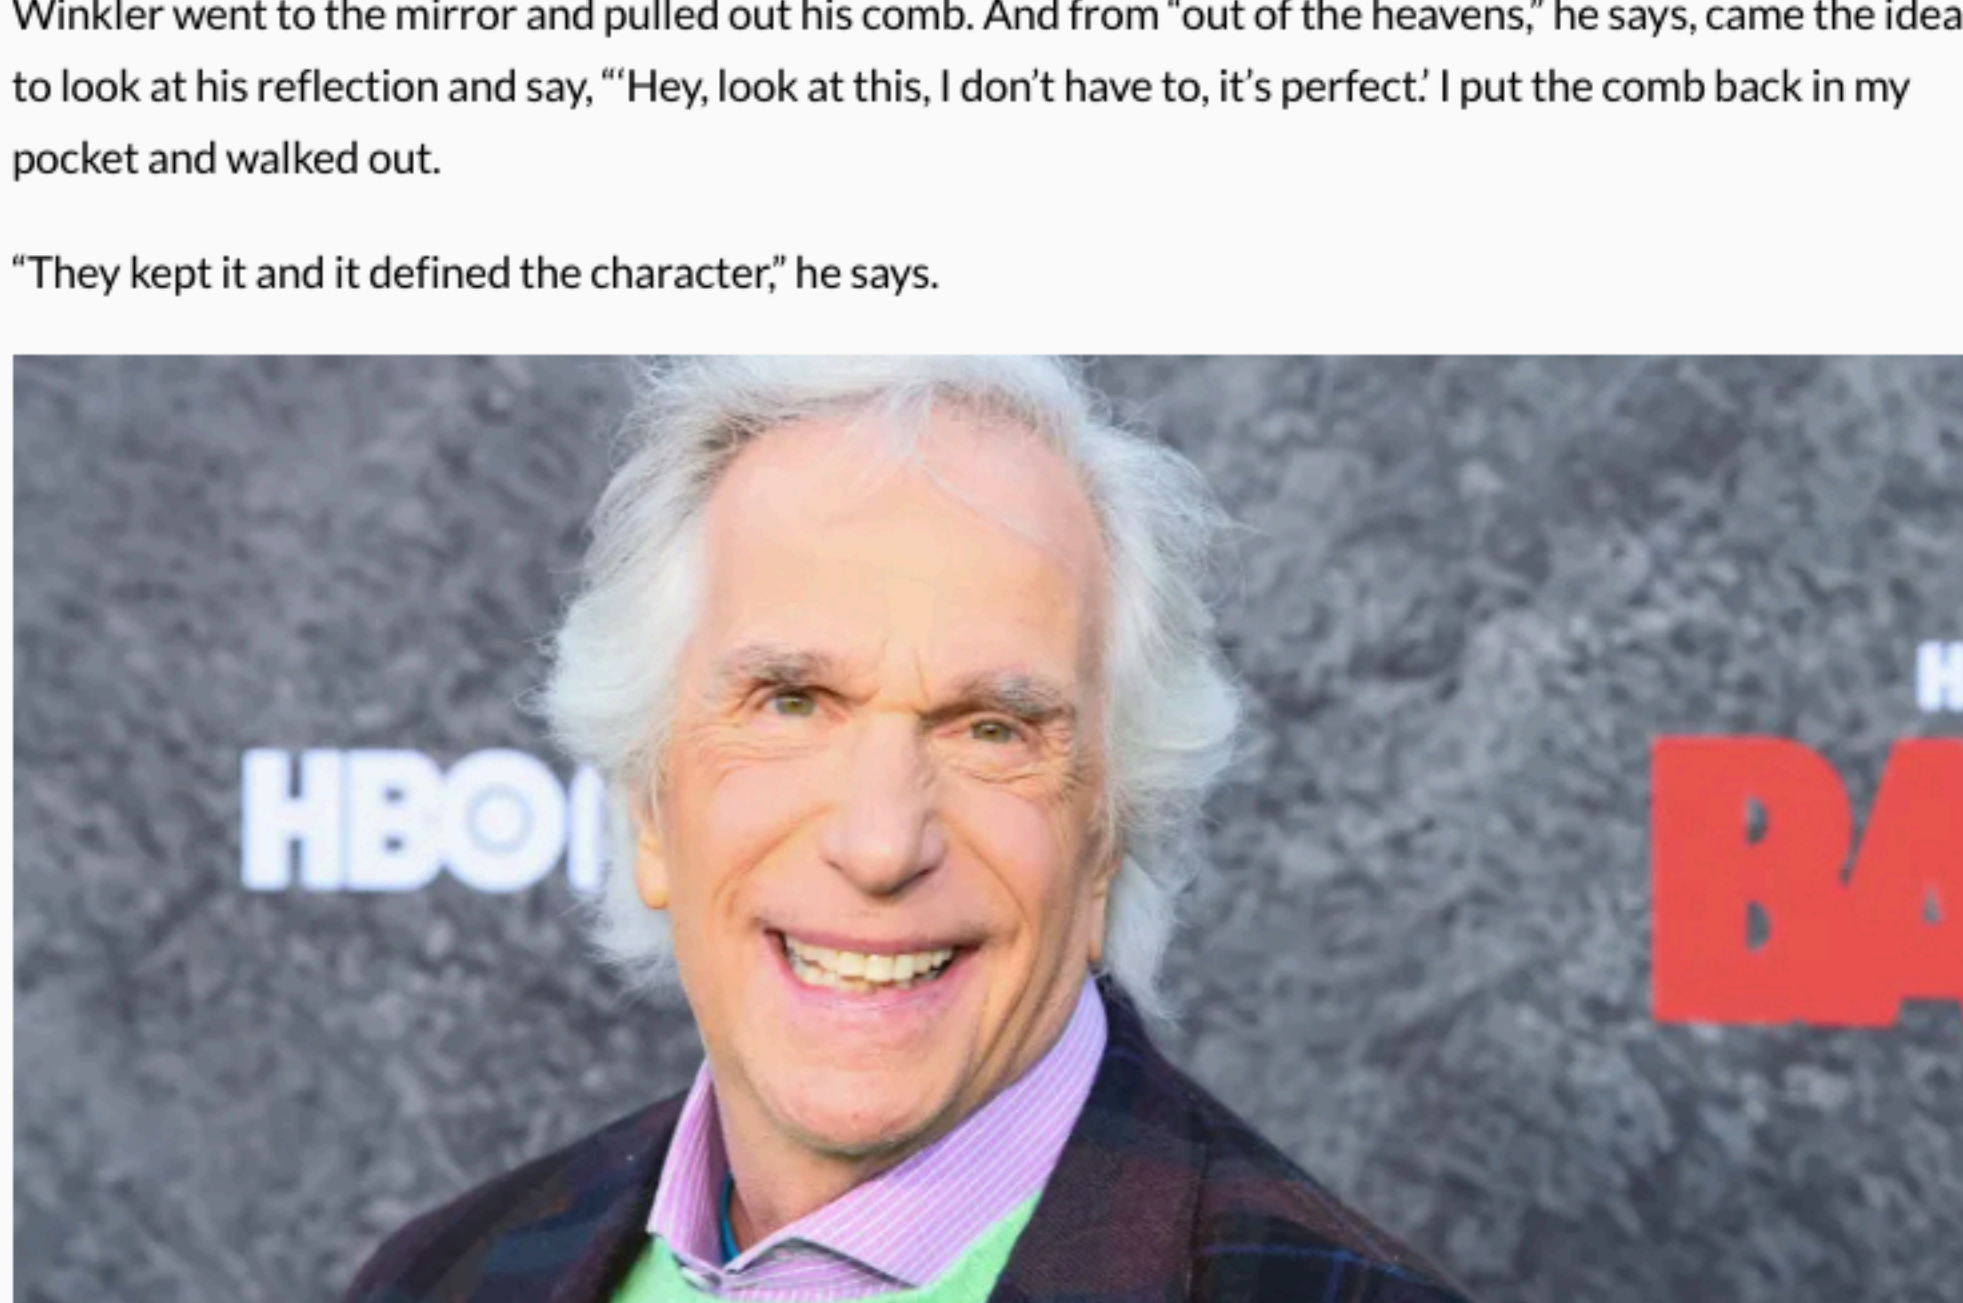 Winkler went to the mirror and pulled out his comb. And from “out of the heavens,” he says, came the idea
to look at his reflection and say, “‘Hey, look at this, I don’t have to, it’s perfect.’ I put the comb back in my
pocket and walked out.
“They kept it and it defined the character,” he says.
H
HBO
BA